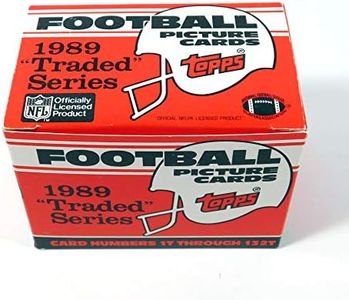 FOOTBALL
PICTURE
CARDS
1989
"Traded"
Series
TOPPS®
NFL
Officially
Licensed
Product
OFFICIAL NFLPA LICENSED PRODUCT
FOOTBALL
PICTURE
CARDS
1989
"Traded"
Series
TOPPS®
CARD NUMBERS 1T THROUGH 132T